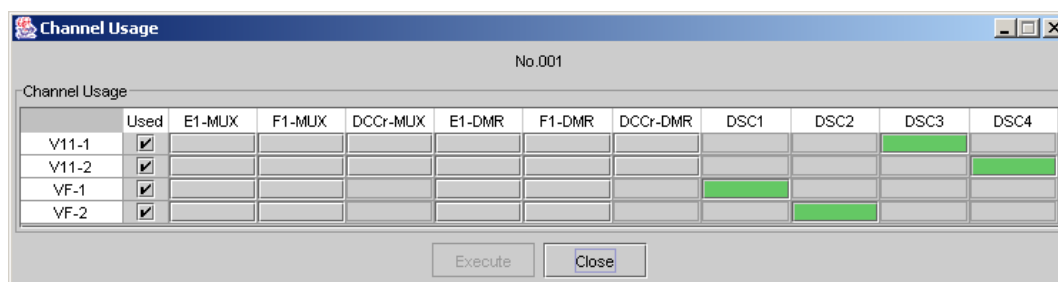 Channel Usage
No.001
Channel Usage
Used E1-MUX F1-MUX DCCr-MUX E1-DMR F1-DMR DCCr-DMR DSC1 DSC2 DSC3 DSC4
V11-1
V11-2
VF-1
VF-2
Execute Close